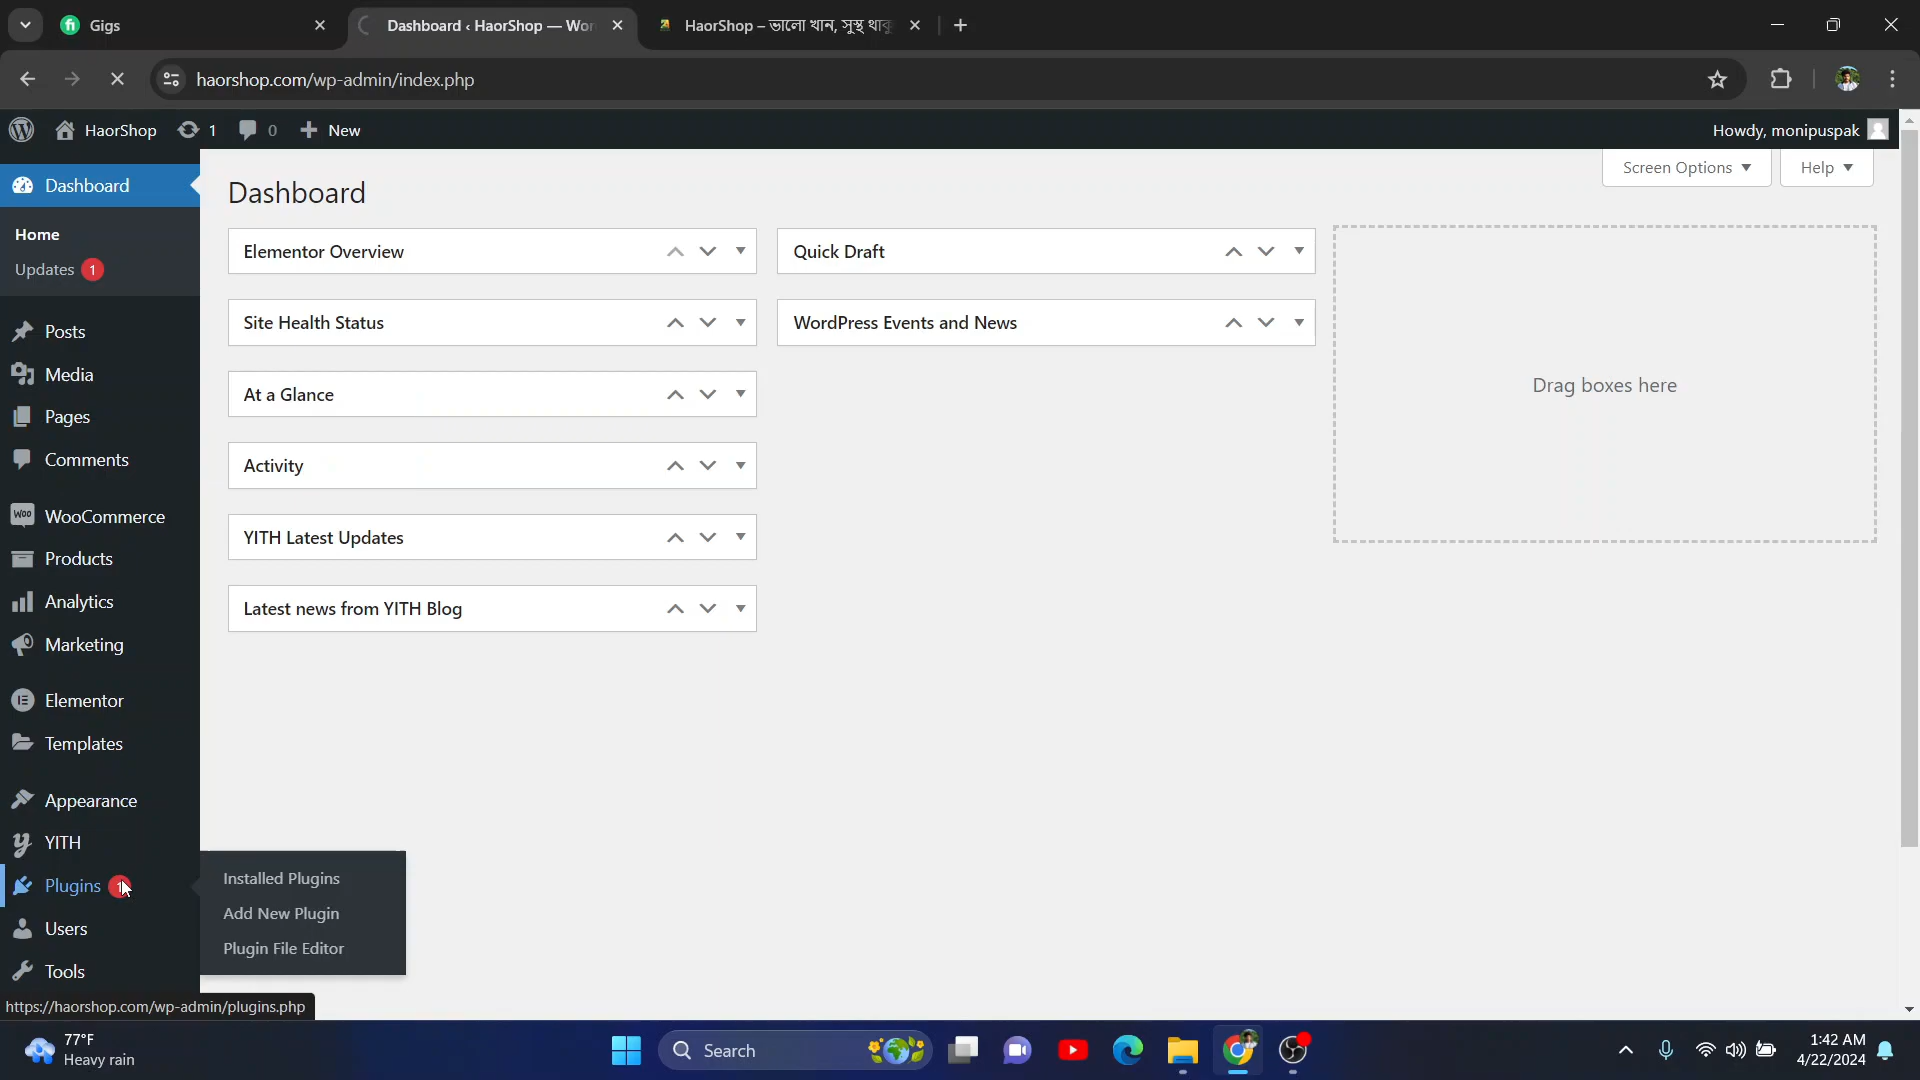 Gigs
Dashboard ‹ HaorShop — Wor
HaorShop – ভালো খান, সুস্থ থাকু
haorshop.com/wp-admin/index.php
HaorShop
1
0
New
Howdy, monipuspak
Screen Options
Help
Dashboard
Home
Updates 1
Posts
Media
Pages
Comments
WooCommerce
Products
Analytics
Marketing
Elementor
Templates
Appearance
YITH
Plugins 1
Users
Tools
Dashboard
Elementor Overview
Site Health Status
At a Glance
Activity
YITH Latest Updates
Latest news from YITH Blog
Quick Draft
WordPress Events and News
Drag boxes here
Installed Plugins
Add New Plugin
Plugin File Editor
https://haorshop.com/wp-admin/plugins.php
77°F
Heavy rain
Search
1:42 AM
4/22/2024